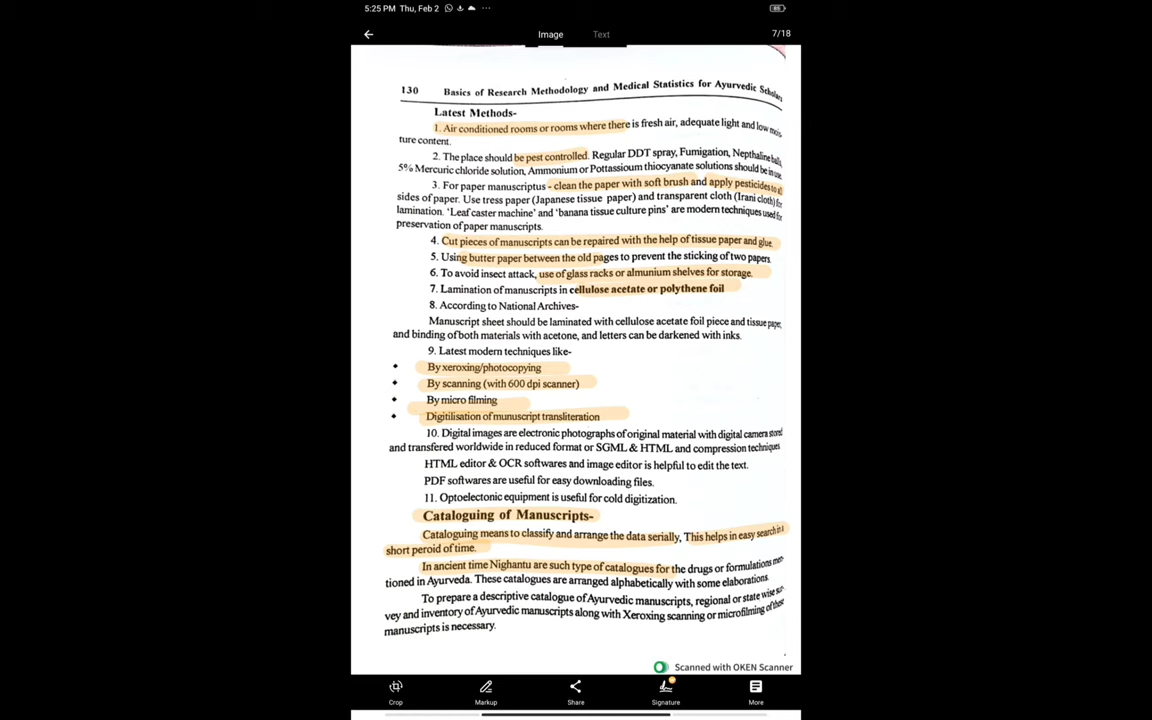 5:25 PM Thu, Feb 2
85
Image
Text
7/18
130 Basics of Research Methodology and Medical Statistics for Ayurvedic Scholars
Latest Methods-
1. Air conditioned rooms or rooms where there is fresh air, adequate light and low mois-
ture content.
2. The place should be pest controlled. Regular DDT spray, Fumigation, Nepthaline balls,
5% Mercuric chloride solution, Ammonium or Pottassioum thiocyanate solutions should be in use.
3. For paper manuscriptus - clean the paper with soft brush and apply pesticides to all
sides of paper. Use tress paper (Japanese tissue paper) and transparent cloth (Irani cloth) for
lamination. 'Leaf caster machine' and 'banana tissue culture pins' are modern techniques used for
preservation of paper manuscripts.
4. Cut pieces of manuscripts can be repaired with the help of tissue paper and glue.
5. Using butter paper between the old pages to prevent the sticking of two papers.
6. To avoid insect attack, use of glass racks or almunium shelves for storage.
7. Lamination of manuscripts in cellulose acetate or polythene foil
8. According to National Archives-
Manuscript sheet should be laminated with cellulose acetate foil piece and tissue paper,
and binding of both materials with acetone, and letters can be darkened with inks.
9. Latest modern techniques like-
• By xeroxing/photocopying
• By scanning (with 600 dpi scanner)
• By micro filming
• Digitilisation of munuscript transliteration
10. Digital images are electronic photographs of original material with digital camera stored
and transfered worldwide in reduced format or SGML & HTML and compression techniques
HTML editor & OCR softwares and image editor is helpful to edit the text.
PDF softwares are useful for easy downloading files.
11. Optoelectonic equipment is useful for cold digitization.
Cataloguing of Manuscripts-
Cataloguing means to classify and arrange the data serially, This helps in easy search in a
short peroid of time.
In ancient time Nighantu are such type of catalogues for the drugs or formulations men-
tioned in Ayurveda. These catalogues are arranged alphabetically with some elaborations.
To prepare a descriptive catalogue of Ayurvedic manuscripts, regional or state wise sur-
vey and inventory of Ayurvedic manuscripts along with Xeroxing scanning or microfilming of these
manuscripts is necessary.
Scanned with OKEN Scanner
Crop
Markup
Share
Signature
More